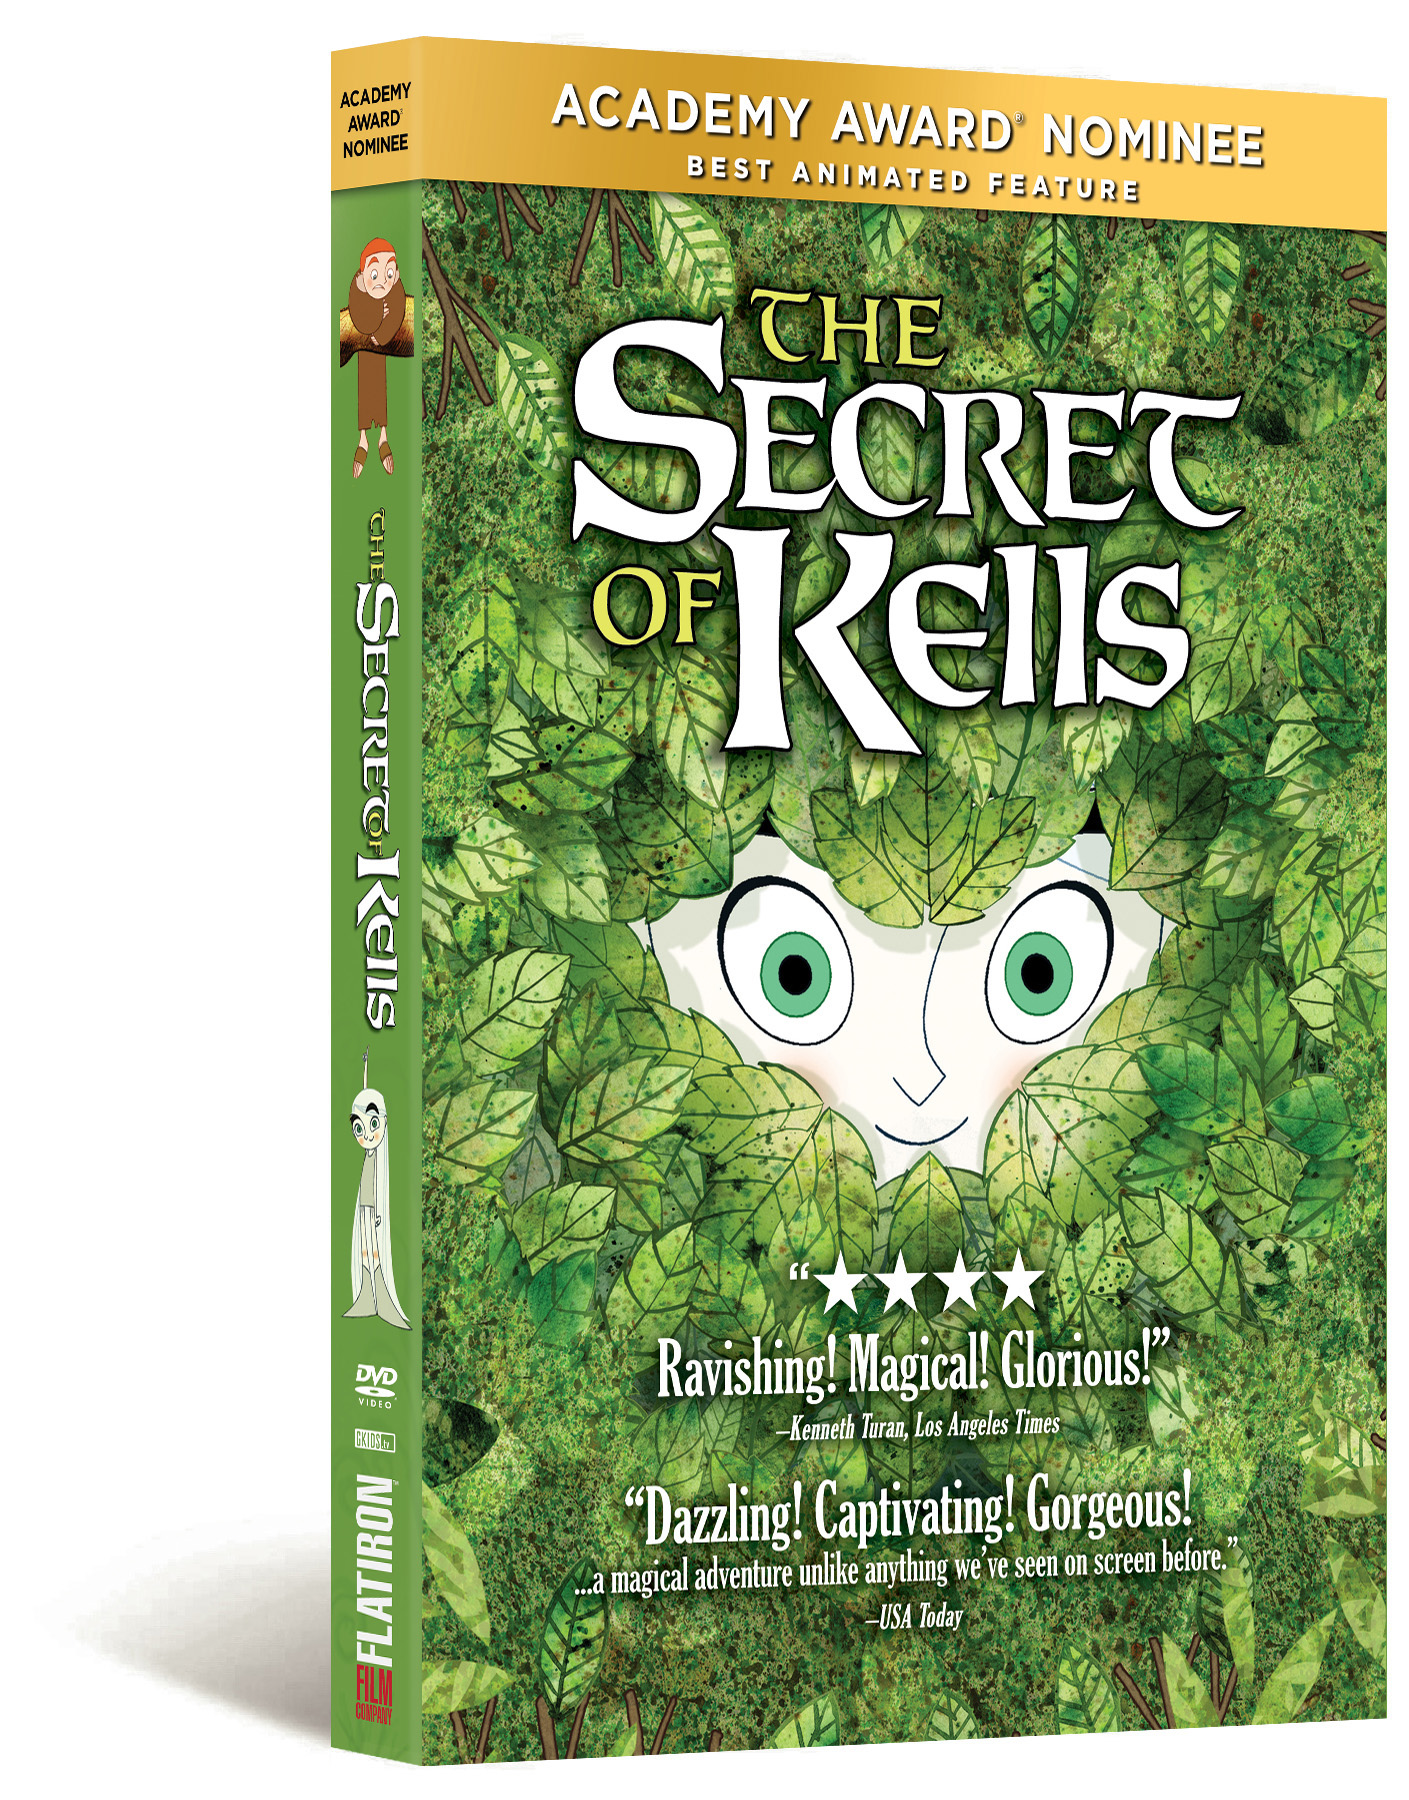 ACADEMY
AWARD®
NOMINEE
THE SECRET OF KELLS
DVD
VIDEO
GKIDS.tv
FLATIRON™
FILM
COMPANY
ACADEMY AWARD® NOMINEE
BEST ANIMATED FEATURE
THE
SECRET
OF KELLS
“★★★★
Ravishing! Magical! Glorious!”
–Kenneth Turan, Los Angeles Times
“Dazzling! Captivating! Gorgeous!
...a magical adventure unlike anything we’ve seen on screen before.”
–USA Today